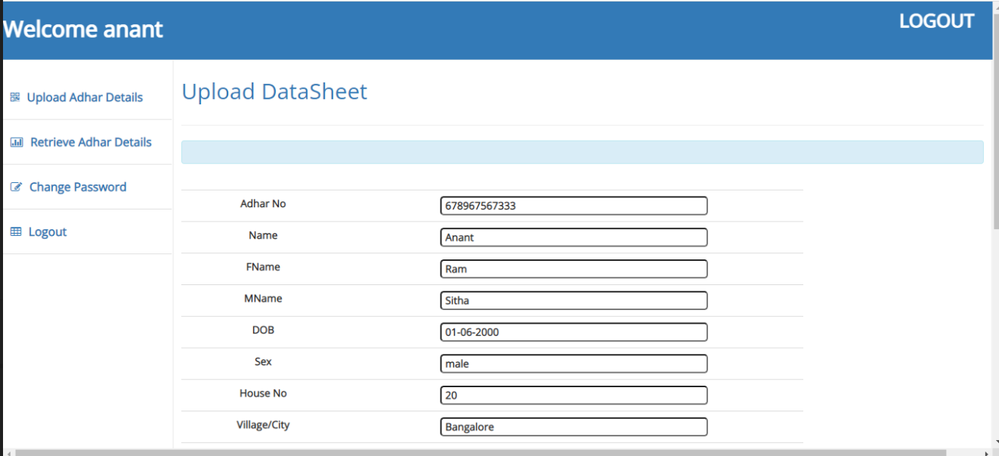 Welcome anant
LOGOUT
Upload Adhar Details
Retrieve Adhar Details
Change Password
Logout
Upload DataSheet
Adhar No 678967567333
Name Anant
FName Ram
MName Sitha
DOB 01-06-2000
Sex male
House No 20
Village/City Bangalore